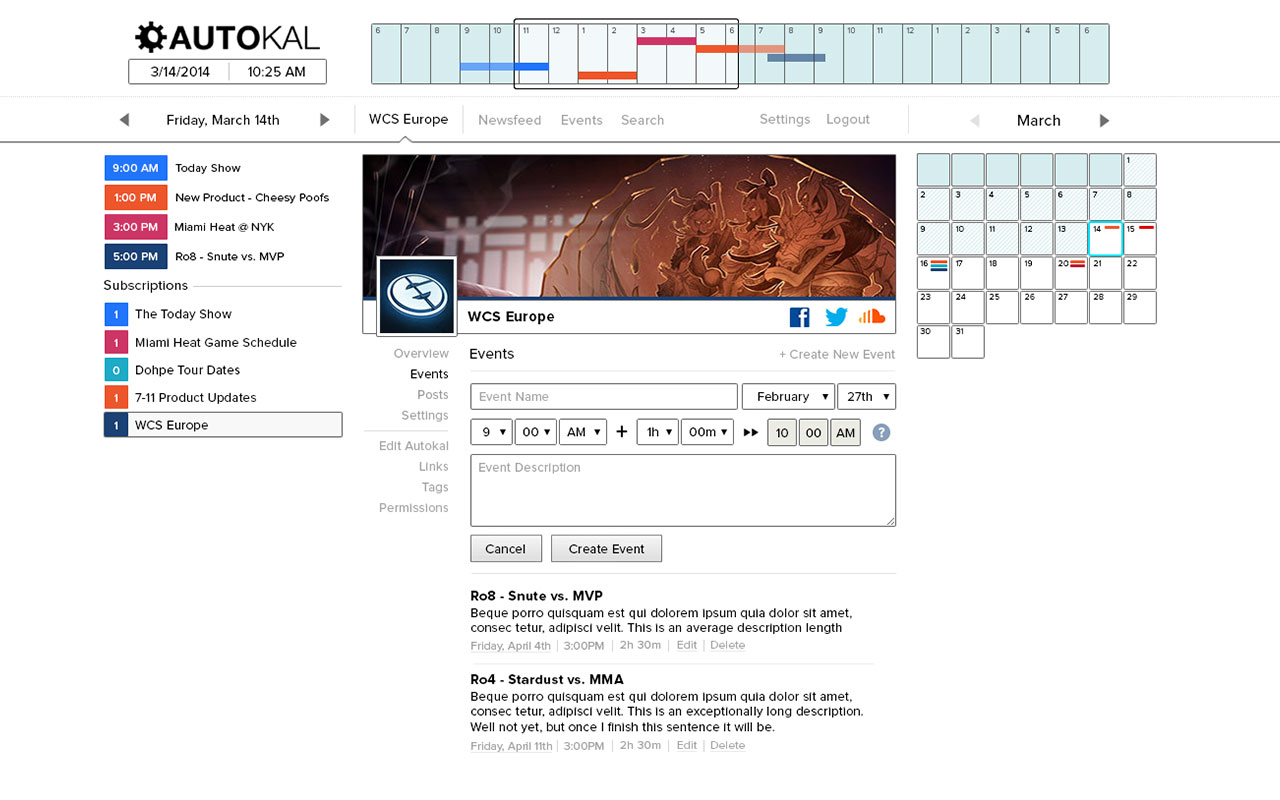 AUTOKAL
3/14/2014 10:25 AM
6 7 8 9 10 11 12 1 2 3 4 5 6 7 8 9 10 11 12 1 2 3 4 5 6
Friday, March 14th
WCS Europe Newsfeed Events Search Settings Logout
March
9:00 AM Today Show
1:00 PM New Product - Cheesy Poofs
3:00 PM Miami Heat @ NYK
5:00 PM Ro8 - Snute vs. MVP
Subscriptions
1 The Today Show
1 Miami Heat Game Schedule
0 Dohpe Tour Dates
1 7-11 Product Updates
1 WCS Europe
WCS Europe
Overview
Events
Posts
Settings
Edit Autokal
Links
Tags
Permissions
Events + Create New Event
Event Name February 27th
9 00 AM + 1h 00m 10 00 AM ?
Event Description
Cancel Create Event
Ro8 - Snute vs. MVP
Beque porro quisquam est qui dolorem ipsum quia dolor sit amet,
consec tetur, adipisci velit. This is an average description length
Friday, April 4th 3:00PM 2h 30m Edit Delete
Ro4 - Stardust vs. MMA
Beque porro quisquam est qui dolorem ipsum quia dolor sit amet,
consec tetur, adipisci velit. This is an exceptionally long description.
Well not yet, but once I finish this sentence it will be.
Friday, April 11th 3:00PM 2h 30m Edit Delete
1
2 3 4 5 6 7 8
9 10 11 12 13 14 15
16 17 18 19 20 21 22
23 24 25 26 27 28 29
30 31